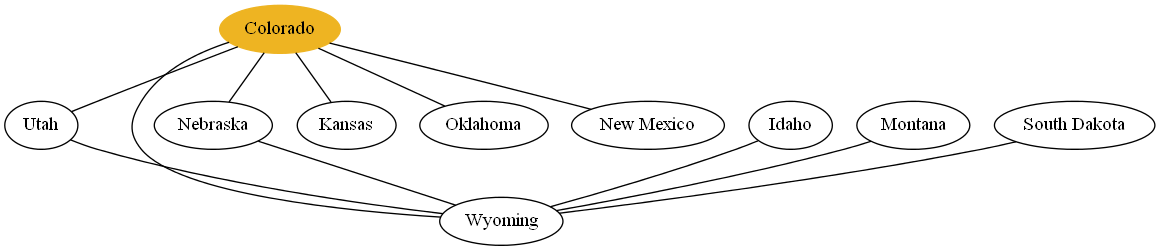 Colorado
Utah
Nebraska
Kansas
Oklahoma
New Mexico
Idaho
Montana
South Dakota
Wyoming